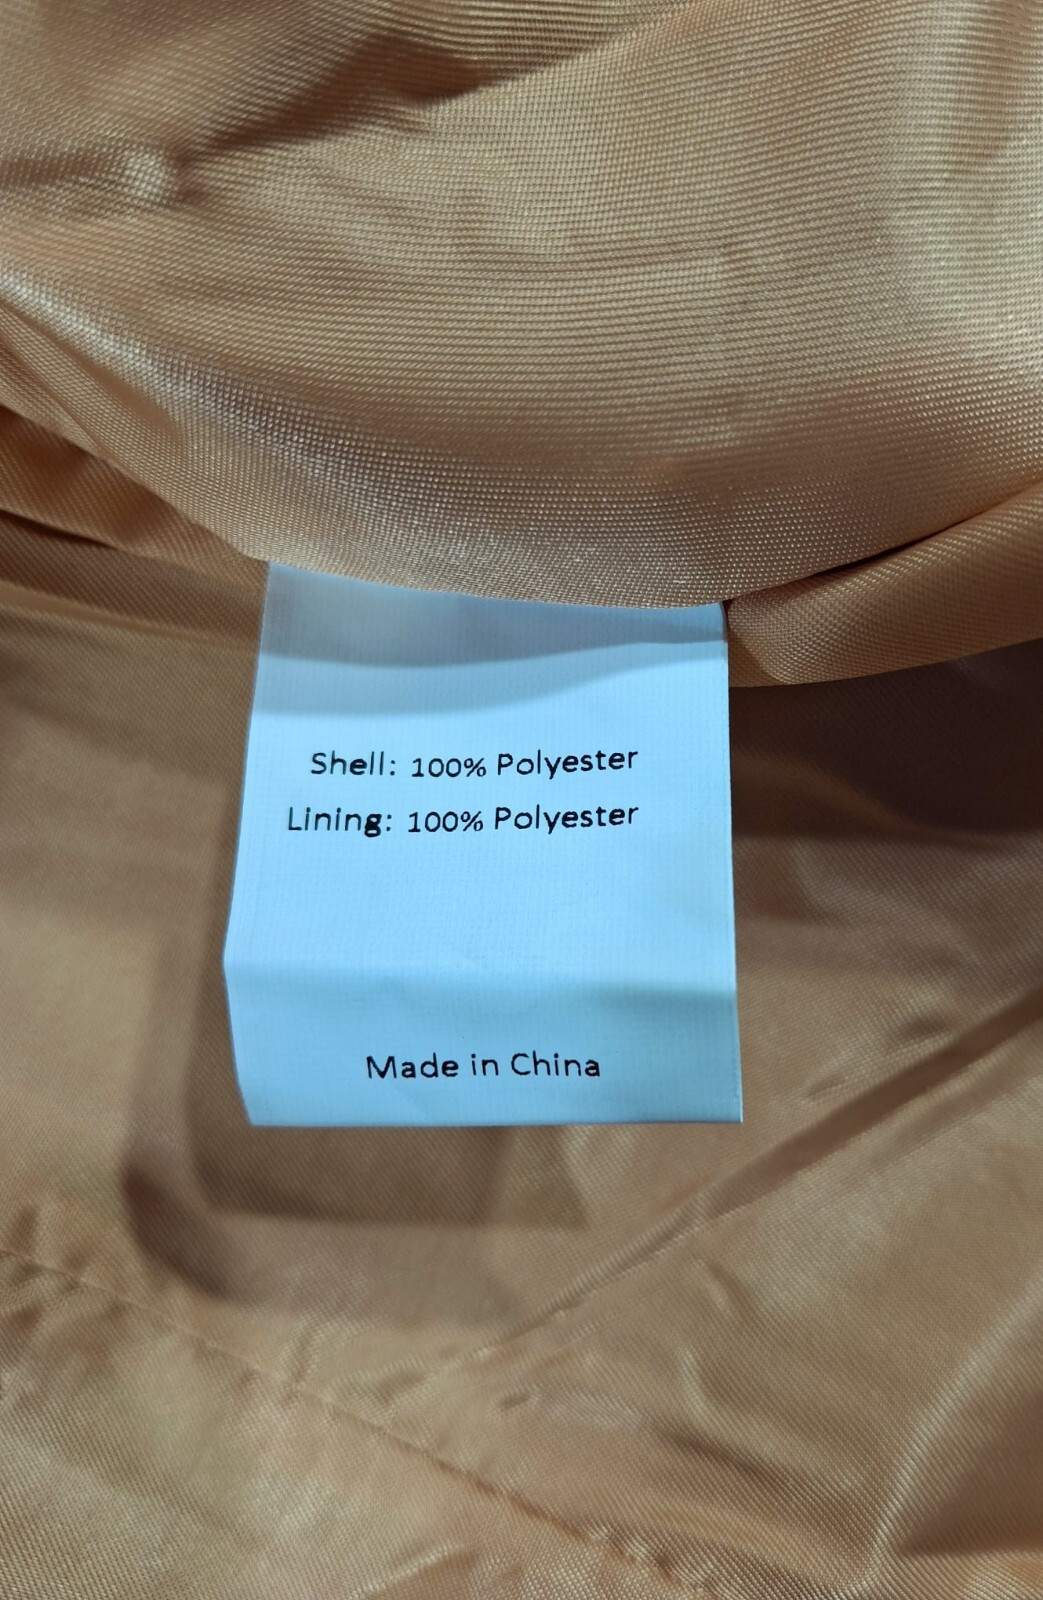 Shell: 100% Polyester
Lining: 100% Polyester
Made in China